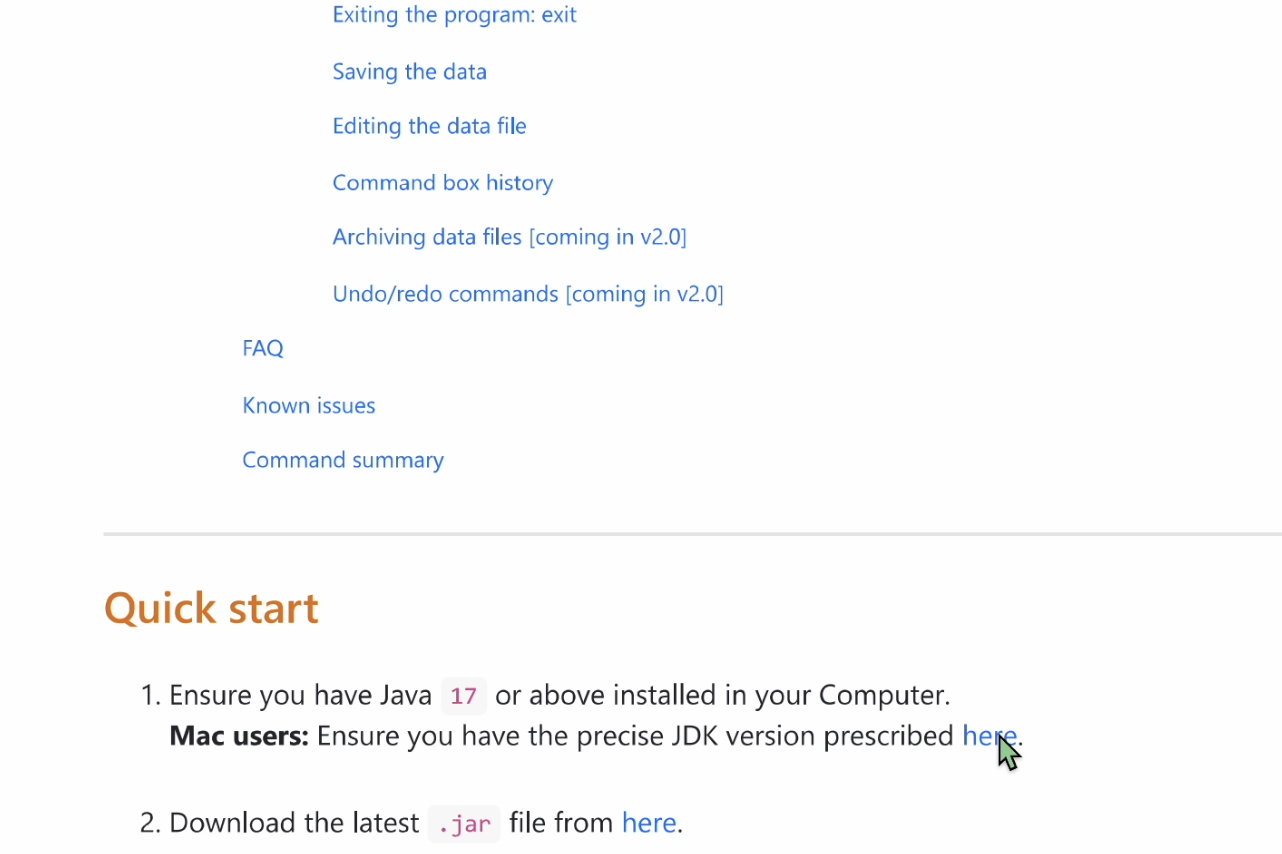 Exiting the program: exit
Saving the data
Editing the data file
Command box history
Archiving data files [coming in v2.0]
Undo/redo commands [coming in v2.0]
FAQ
Known issues
Command summary
Quick start
1. Ensure you have Java 17 or above installed in your Computer.
Mac users: Ensure you have the precise JDK version prescribed here.
2. Download the latest .jar file from here.